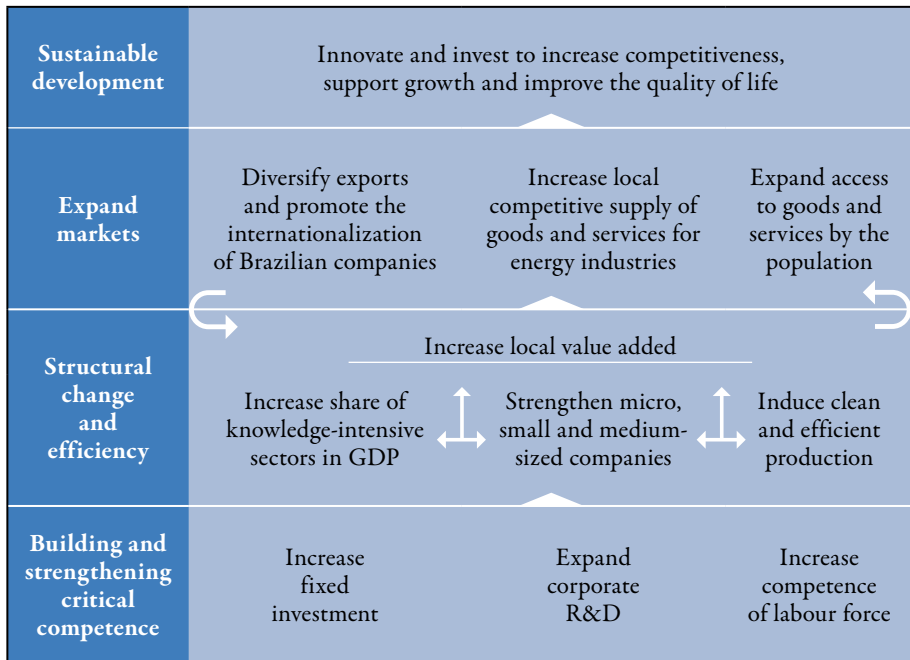 Sustainable
development
Innovate and invest to increase competitiveness,
support growth and improve the quality of life
Expand
markets
Diversify exports
and promote the
internationalization
of Brazilian companies
Increase local
competitive supply of
goods and services for
energy industries
Expand access
to goods and
services by the
population
Structural
change
and
efficiency
Increase local value added
Increase share of
knowledge-intensive
sectors in GDP
Strengthen micro,
small and medium-
sized companies
Induce clean
and efficient
production
Building and
strengthening
critical
competence
Increase
fixed
investment
Expand
corporate
R&D
Increase
competence
of labour force